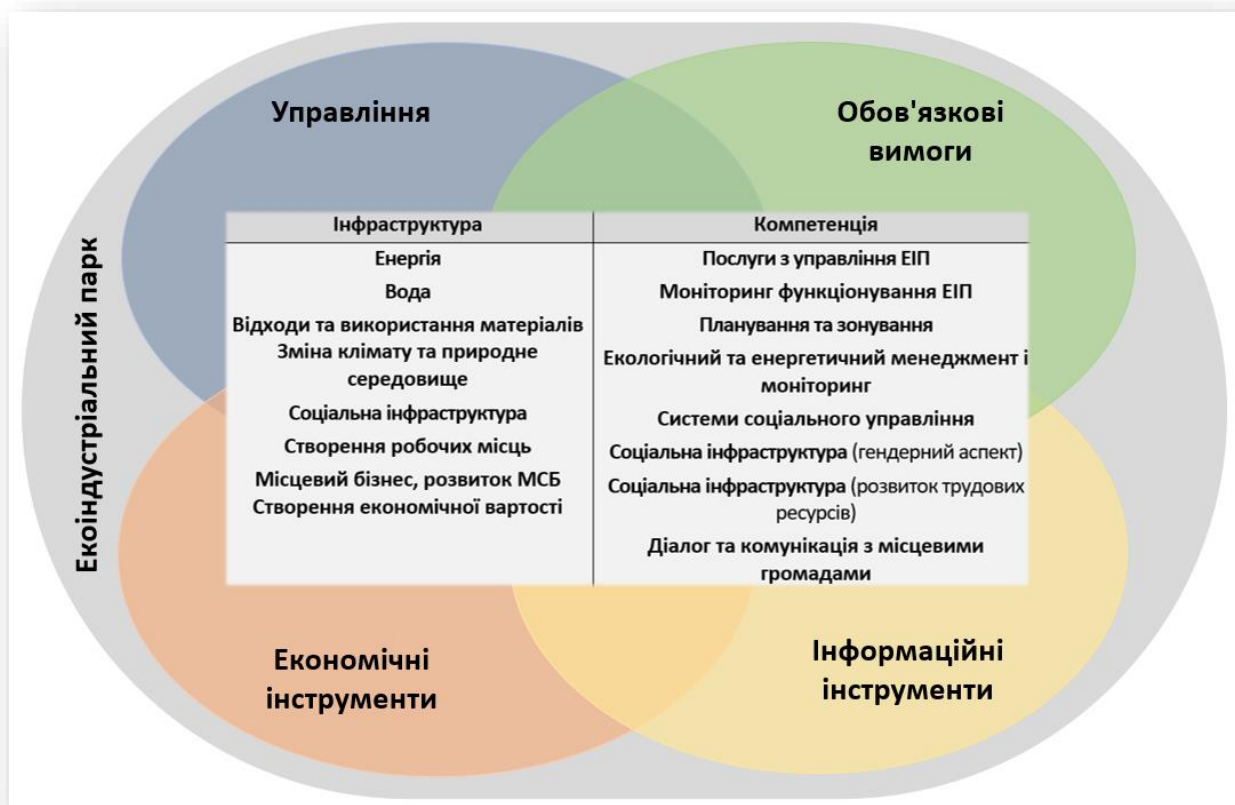 Управління
Обов'язкові
вимоги
Екоіндустріальний парк
Інфраструктура
Енергія
Вода
Відходи та використання матеріалів
Зміна клімату та природне
середовище
Соціальна інфраструктура
Створення робочих місць
Місцевий бізнес, розвиток МСБ
Створення економічної вартості
Компетенція
Послуги з управління ЕІП
Моніторинг функціонування ЕІП
Планування та зонування
Екологічний та енергетичний менеджмент і
моніторинг
Системи соціального управління
Соціальна інфраструктура (гендерний аспект)
Соціальна інфраструктура (розвиток трудових
ресурсів)
Діалог та комунікація з місцевими
громадами
Економічні
інструменти
Інформаційні
інструменти